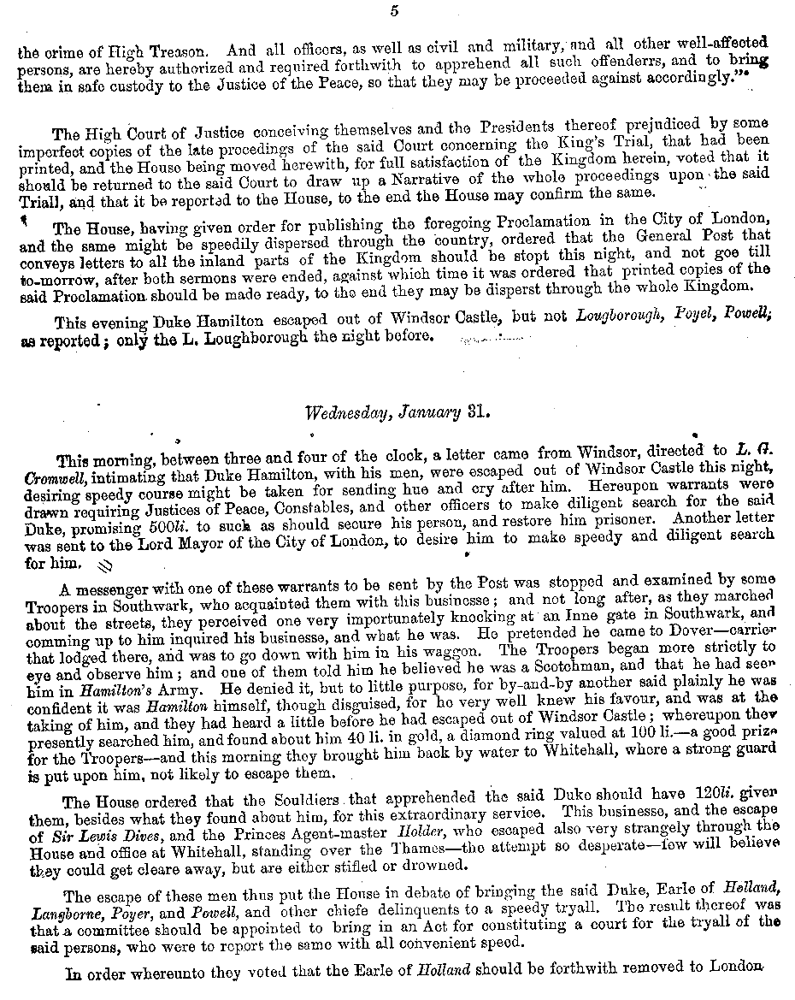 5
the crime of High Treason. And all officers, as well as civil and military, and all other well-affected
persons, are hereby authorized and required forthwith to apprehend all such offenderrs, and to bring
them in safe custody to the Justice of the Peace, so that they may be proceeded against accordingly."*
The High Court of Justice conceiving themselves and the Presidents thereof prejudiced by some
imperfect copies of the late procedings of the said Court concerning the King's Trial, that had been
printed, and the House being moved herewith, for full satisfaction of the Kingdom herein, voted that it
should be returned to the said Court to draw up a Narrative of the whole proceedings upon the said
Triall, and that it be reported to the House, to the end the House may confirm the same.
The House, having given order for publishing the foregoing Proclamation in the City of London,
and the same might be speedily dispersed through the country, ordered that the General Post that
conveys letters to all the inland parts of the Kingdom should be stopt this night, and not goe till
to-morrow, after both sermons were ended, against which time it was ordered that printed copies of the
said Proclamation should be made ready, to the end they may be disperst through the whole Kingdom.
This evening Duke Hamilton escaped out of Windsor Castle, but not Lougborough, Poyel, Powell,
as reported; only the L. Loughborough the night before.
Wednesday, January 31.
This morning, between three and four of the clock, a letter came from Windsor, directed to L. G.
Cromwell, intimating that Duke Hamilton, with his men, were escaped out of Windsor Castle this night,
desiring speedy course might be taken for sending hue and cry after him. Hereupon warrants were
drawn requiring Justices of Peace, Constables, and other officers to make diligent search for the said
Duke, promising 500li. to such as should secure his person, and restore him prisoner. Another letter
was sent to the Lord Mayor of the City of London, to desire him to make speedy and diligent search
for him.
A messenger with one of these warrants to be sent by the Post was stopped and examined by some
Troopers in Southwark, who acquainted them with this businesse; and not long after, as they marched
about the streets, they perceived one very importunately knocking at an Inne gate in Southwark, and
comming up to him inquired his businesse, and what he was. He pretended he came to Dover—carrier
that lodged there, and was to go down with him in his waggon. The Troopers began more strictly to
eye and observe him; and one of them told him he believed he was a Scotchman, and that he had seen
him in Hamilton's Army. He denied it, but to little purpose, for by-and-by another said plainly he was
confident it was Hamilton himself, though disguised, for he very well knew his favour, and was at the
taking of him, and they had heard a little before he had escaped out of Windsor Castle; whereupon they
presently searched him, and found about him 40 li. in gold, a diamond ring valued at 100 li.—a good prize
for the Troopers—and this morning they brought him back by water to Whitehall, where a strong guard
is put upon him, not likely to escape them.
The House ordered that the Souldiers that apprehended the said Duke should have 120li. given
them, besides what they found about him, for this extraordinary service. This businesse, and the escape
of Sir Lewis Dives, and the Princes Agent-master Holder, who escaped also very strangely through the
House and office at Whitehall, standing over the Thames—the attempt so desperate—few will believe
they could get cleare away, but are either stifled or drowned.
The escape of these men thus put the House in debate of bringing the said Duke, Earle of Holland,
Langborne, Poyer, and Powell, and other chiefe delinquents to a speedy tryall. The result thereof was
that a committee should be appointed to bring in an Act for constituting a court for the tryall of the
said persons, who were to report the same with all convenient speed.
In order whereunto they voted that the Earle of Holland should be forthwith removed to London